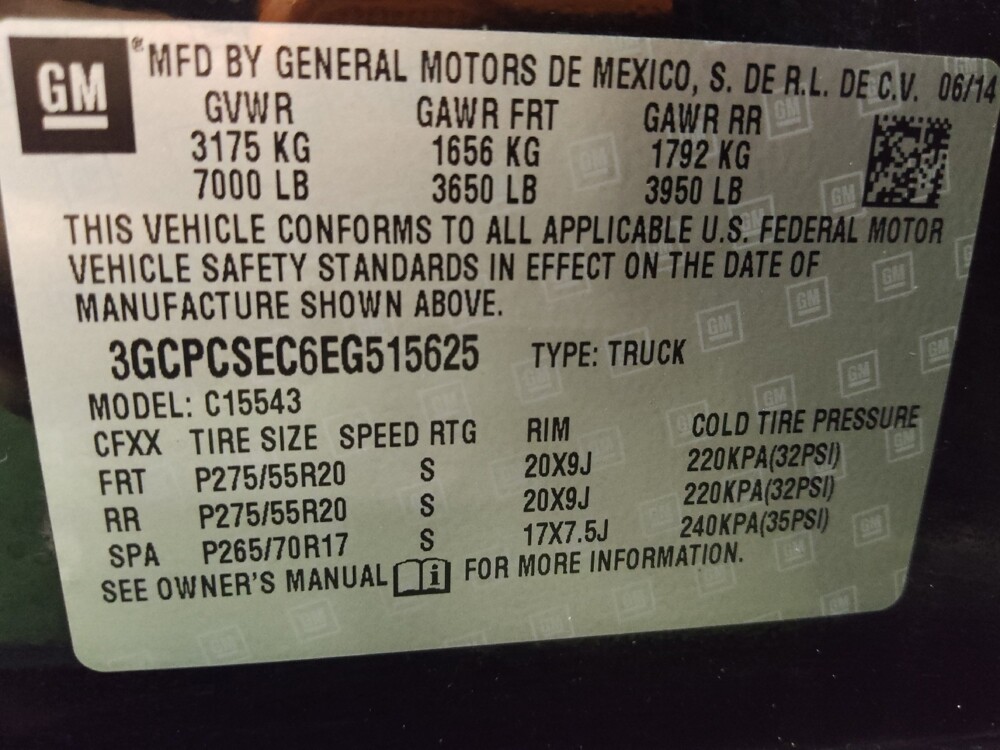 GM ® MFD BY GENERAL MOTORS DE MEXICO, S. DE R.L. DE C.V. 06/14
GVWR GAWR FRT GAWR RR
3175 KG 1656 KG 1792 KG
7000 LB 3650 LB 3950 LB
THIS VEHICLE CONFORMS TO ALL APPLICABLE U.S. FEDERAL MOTOR
VEHICLE SAFETY STANDARDS IN EFFECT ON THE DATE OF
MANUFACTURE SHOWN ABOVE.
3GCPCSEC6EG515625 TYPE: TRUCK
MODEL: C15543
CFXX TIRE SIZE SPEED RTG RIM COLD TIRE PRESSURE
FRT P275/55R20 S 20X9J 220KPA(32PSI)
RR P275/55R20 S 20X9J 220KPA(32PSI)
SPA P265/70R17 S 17X7.5J 240KPA(35PSI)
SEE OWNER'S MANUAL i FOR MORE INFORMATION.